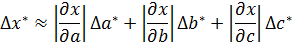 Δx* ≈ |∂x/∂a| Δa* + |∂x/∂b| Δb* + |∂x/∂c| Δc*